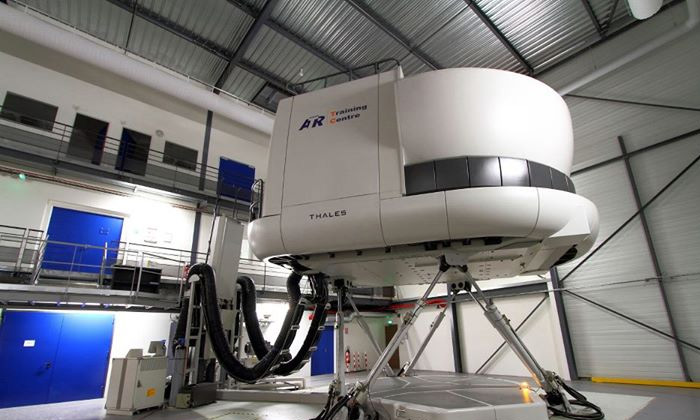 ATR Training
Centre
THALES